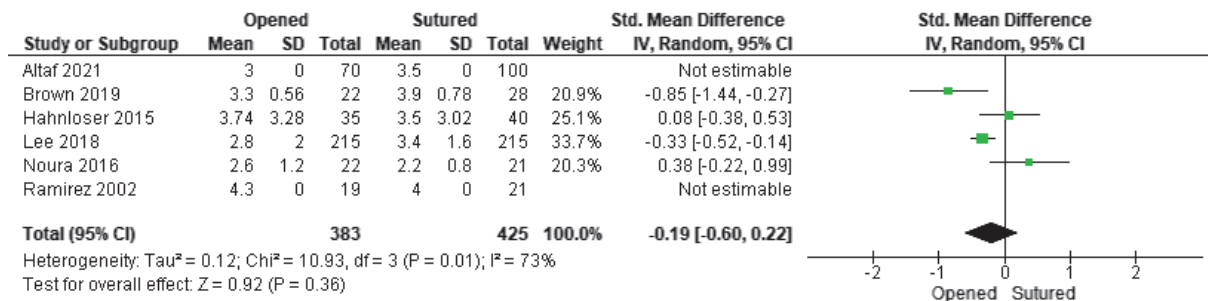 Opened Sutured Std. Mean Difference Std. Mean Difference
Study or Subgroup Mean SD Total Mean SD Total Weight IV, Random, 95% CI IV, Random, 95% CI
Altaf 2021 3 0 70 3.5 0 100 Not estimable
Brown 2019 3.3 0.56 22 3.9 0.78 28 20.9% -0.85 [-1.44, -0.27]
Hahnloser 2015 3.74 3.28 35 3.5 3.02 40 25.1% 0.08 [-0.38, 0.53]
Lee 2018 2.8 2 215 3.4 1.6 215 33.7% -0.33 [-0.52, -0.14]
Noura 2016 2.6 1.2 22 2.2 0.8 21 20.3% 0.38 [-0.22, 0.99]
Ramirez 2002 4.3 0 19 4 0 21 Not estimable
Total (95% CI) 383 425 100.0% -0.19 [-0.60, 0.22]
Heterogeneity: Tau² = 0.12; Chi² = 10.93, df = 3 (P = 0.01); I² = 73%
Test for overall effect: Z = 0.92 (P = 0.36)
-2 -1 0 1 2
Opened Sutured